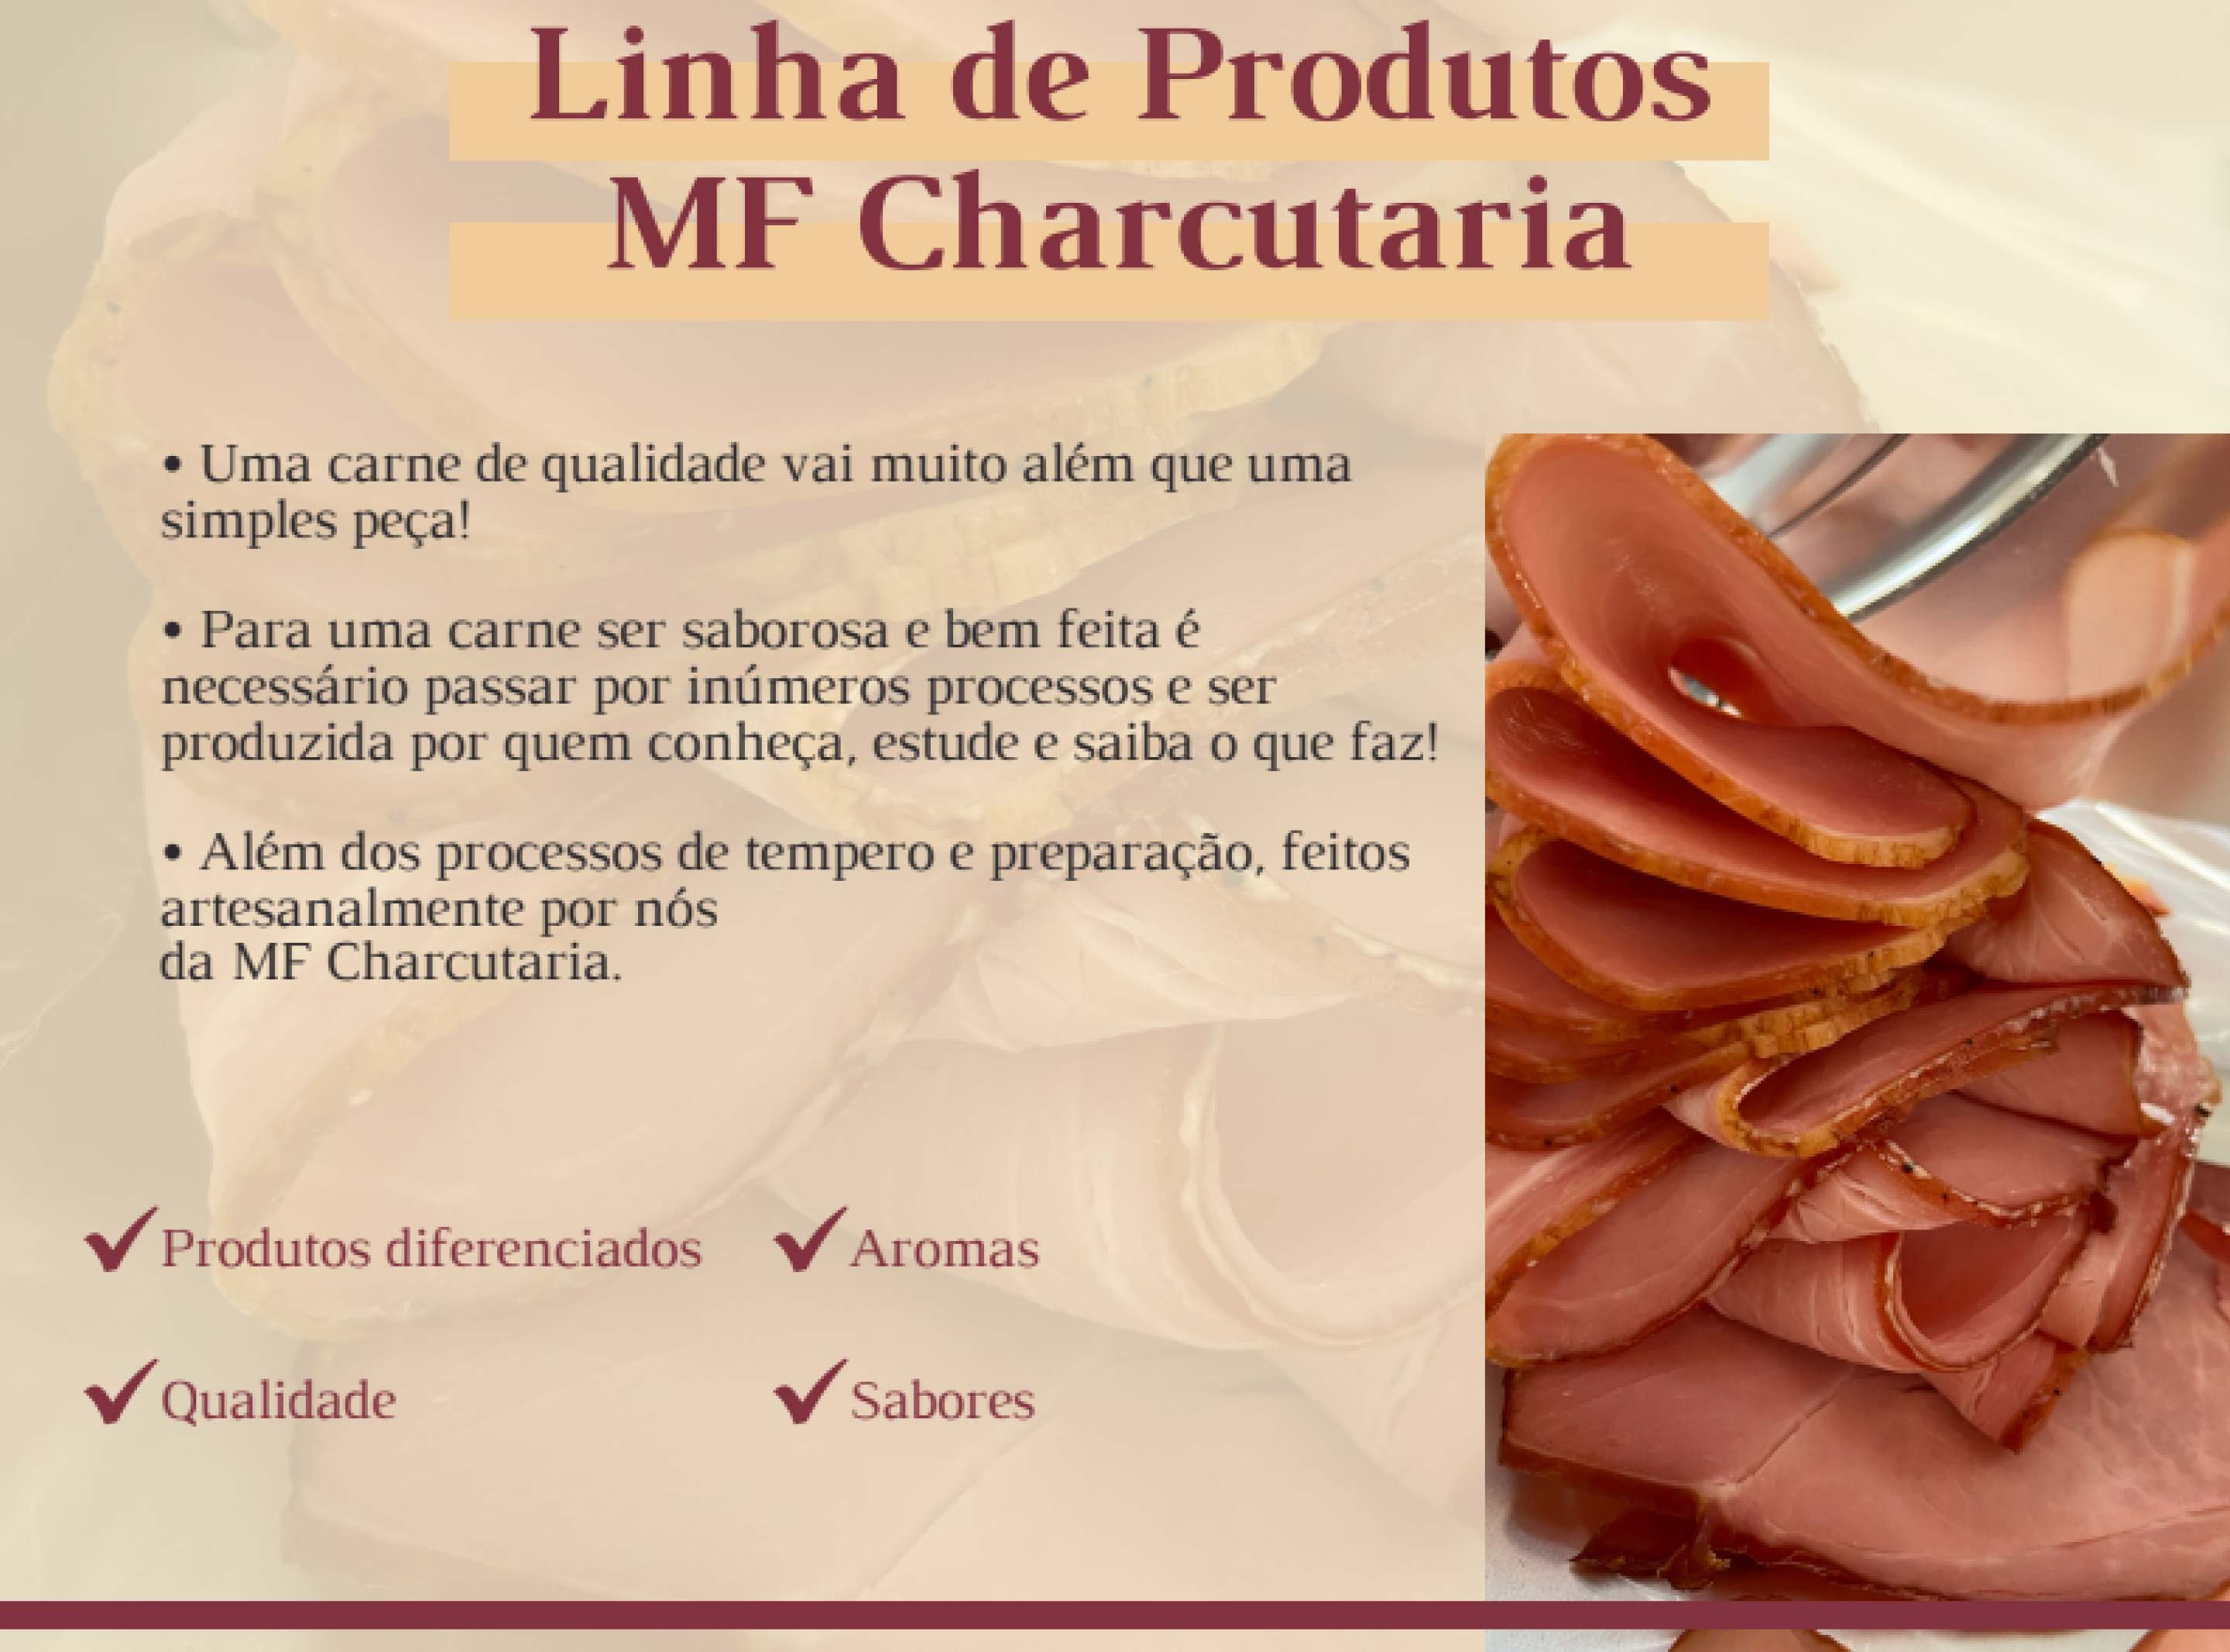 Linha de Produtos
MF Charcutaria
• Uma carne de qualidade vai muito além que uma
simples peça!
• Para uma carne ser saborosa e bem feita é
necessário passar por inúmeros processos e ser
produzida por quem conheça, estude e saiba o que faz!
• Além dos processos de tempero e preparação, feitos
artesanalmente por nós
da MF Charcutaria.
✓Produtos diferenciados ✓Aromas
✓Qualidade ✓Sabores